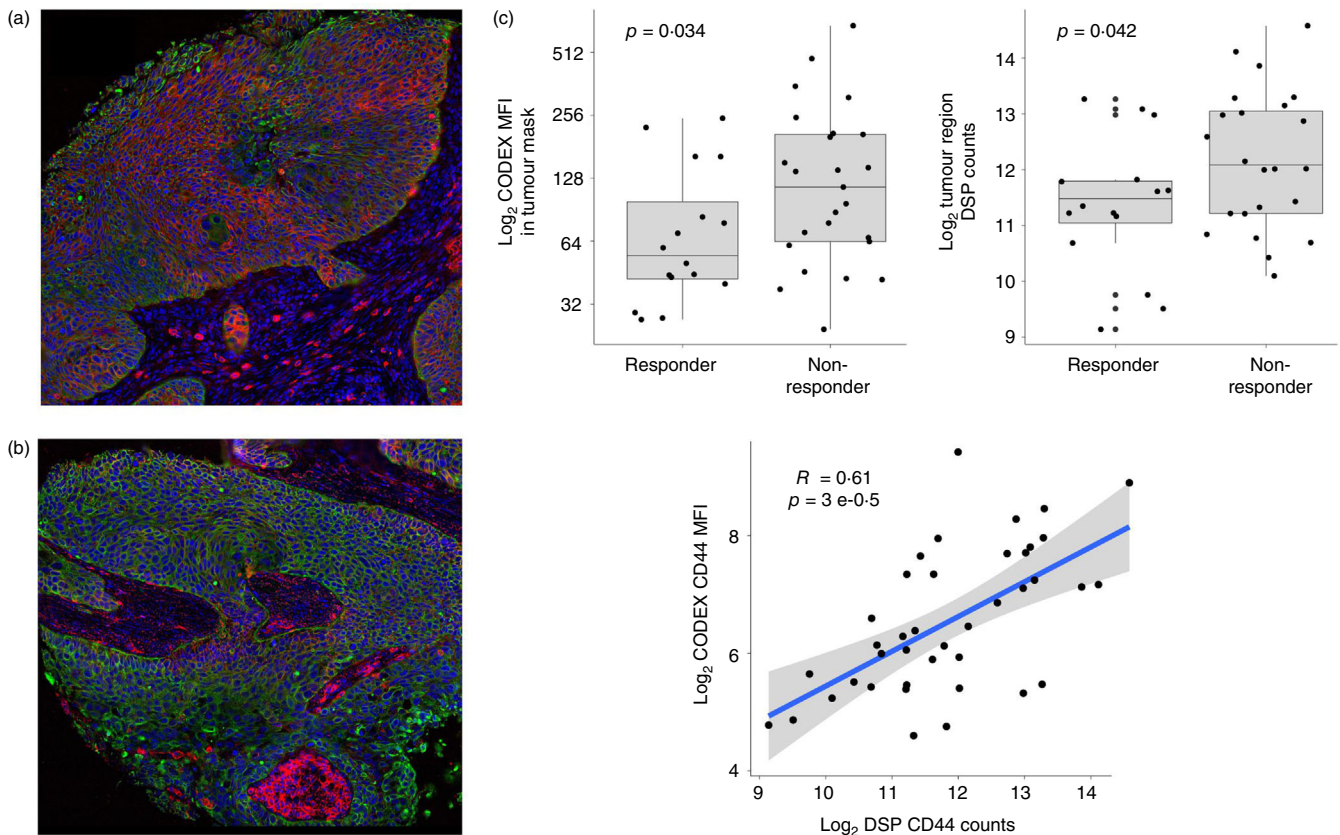 (a)
(b)
(c)
p = 0·034
Log₂ CODEX MFI
in tumour mask
512
256
128
64
32
Responder
Non-
responder
p = 0·042
Log₂ tumour region
DSP counts
14
13
12
11
10
9
Responder
Non-
responder
R = 0·61
p = 3 e-0·5
Log₂ CODEX CD44 MFI
8
6
4
9 10 11 12 13 14
Log₂ DSP CD44 counts